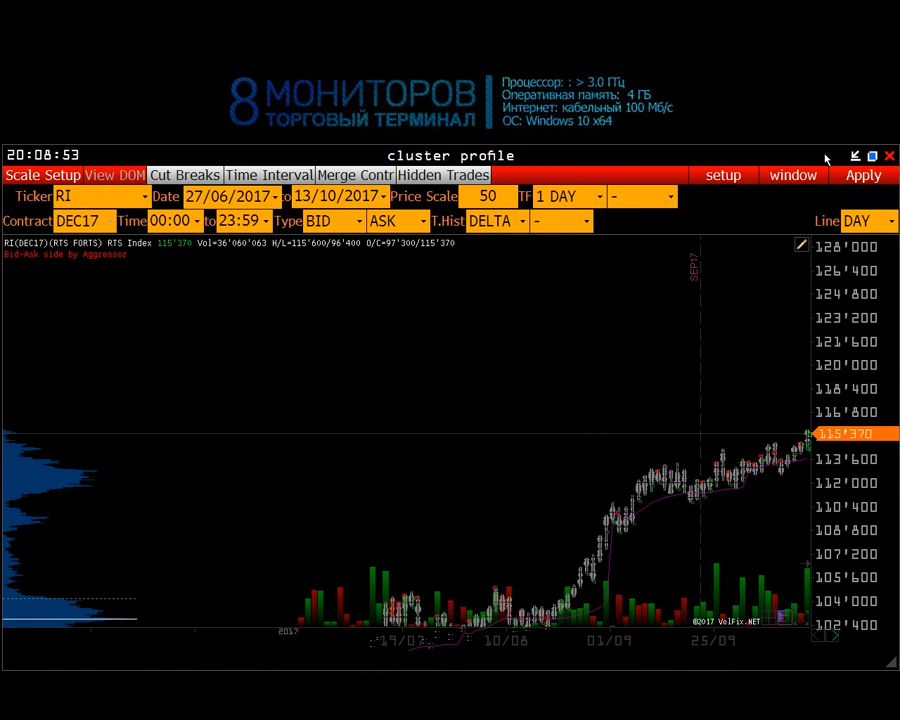 8 МОНИТОРОВ
ТОРГОВЫЙ ТЕРМИНАЛ
Процессор: : > 3.0 ГГц
Оперативная память: 4 ГБ
Интернет: кабельный 100 Мб/с
ОС: Windows 10 x64
20:08:53 cluster profile
Scale Setup View DOM Cut Breaks Time Interval Merge Contr Hidden Trades setup window Apply
Ticker RI Date 27/06/2017 to 13/10/2017 Price Scale 50 TF 1 DAY -
Contract DEC17 Time 00:00 to 23:59 Type BID ASK T.Hist DELTA - Line DAY
RI(DEC17)(RTS FORTS) RTS Index 115'370 Vol=36'060'063 H/L=115'600/96'400 O/C=97'300/115'370
Bid-Ask side by Aggressor
SEP17
128'000
126'400
124'800
123'200
121'600
120'000
118'400
116'800
115'370
113'600
112'000
110'400
108'800
107'200
105'600
104'000
©2017 VolFix.NET
2017 19/07 10/08 01/09 25/09